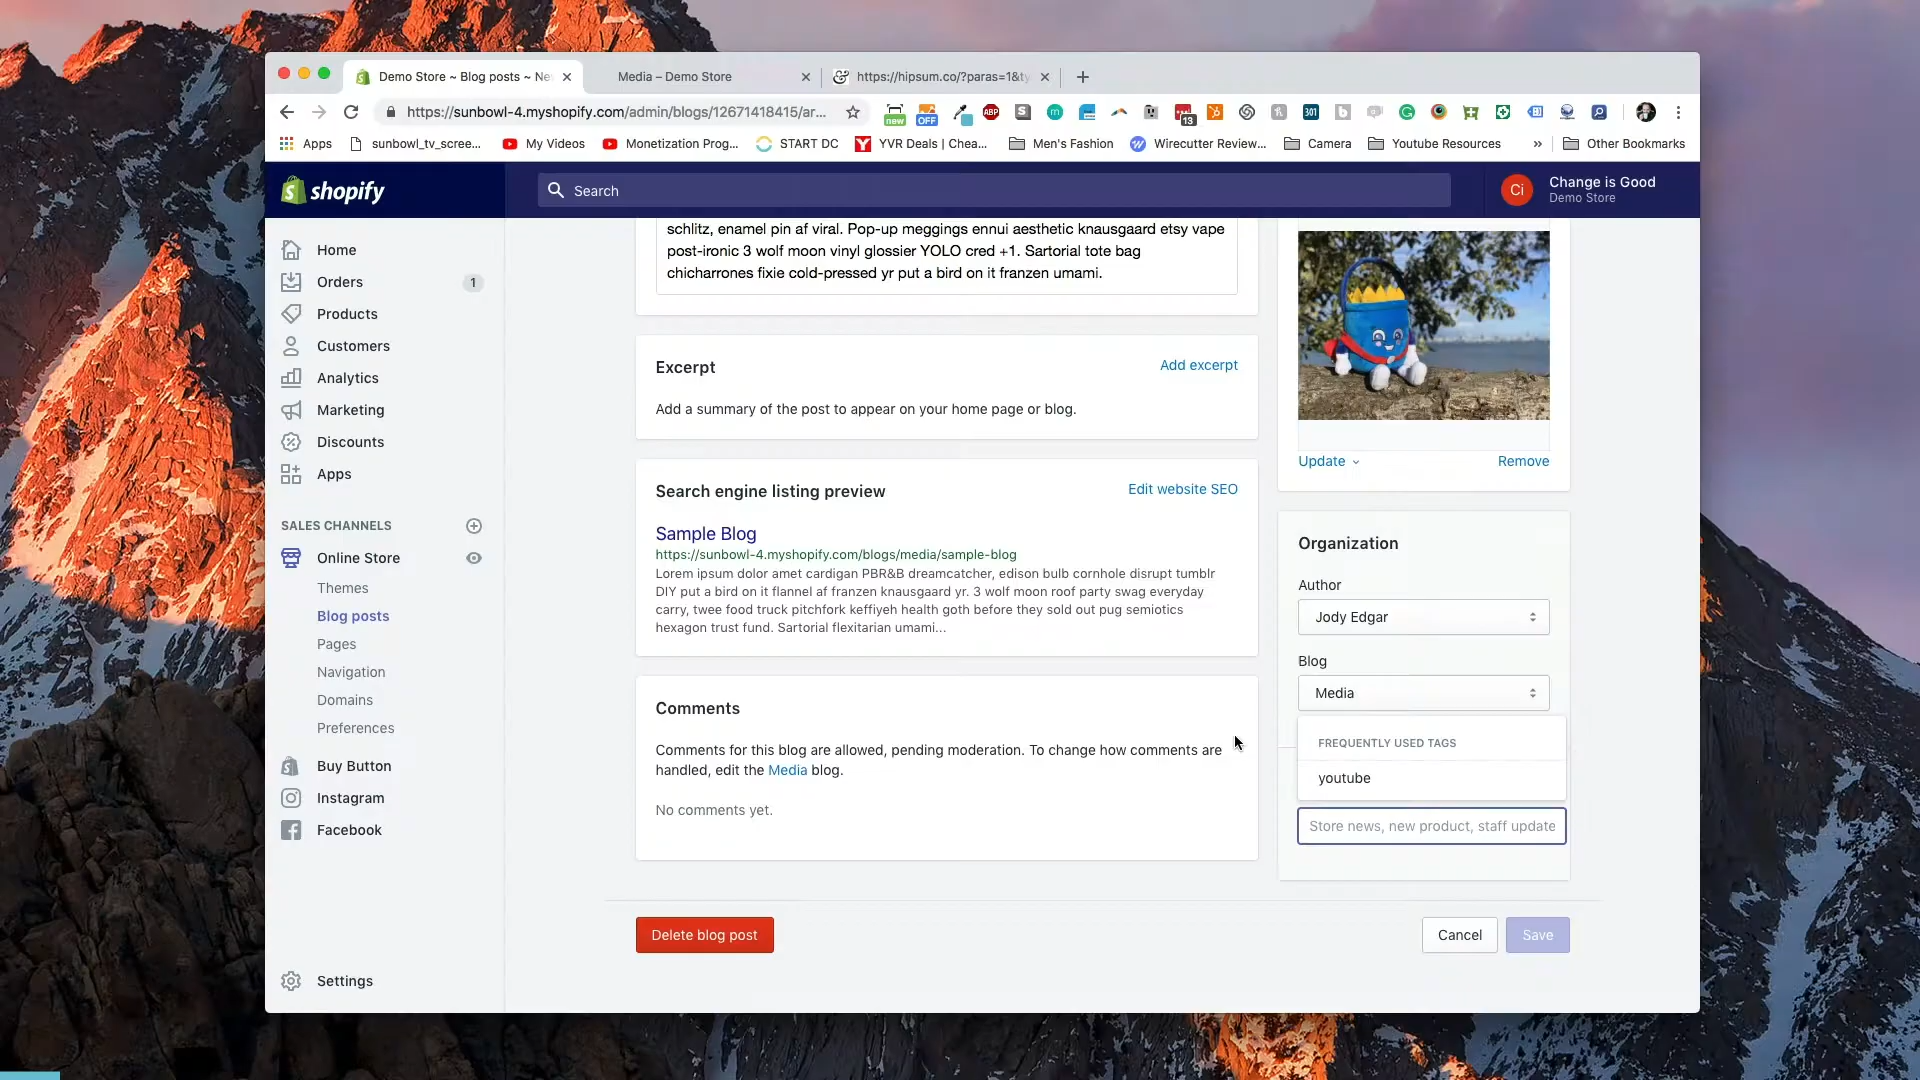 Demo Store ~ Blog posts ~ Ne
Media – Demo Store
https://hipsum.co/?paras=1&ty
https://sunbowl-4.myshopify.com/admin/blogs/12671418415/ar...
new
OFF
ABP
S
m
13
301
b
G
Apps
sunbowl_tv_scree...
My Videos
Monetization Prog...
START DC
YVR Deals | Chea...
Men's Fashion
Wirecutter Review...
Camera
Youtube Resources
»
Other Bookmarks
shopify
Search
Ci
Change is Good
Demo Store
Home
Orders
1
Products
Customers
Analytics
Marketing
Discounts
Apps
SALES CHANNELS
Online Store
Themes
Blog posts
Pages
Navigation
Domains
Preferences
Buy Button
Instagram
Facebook
Settings
schlitz, enamel pin af viral. Pop-up meggings ennui aesthetic knausgaard etsy vape
post-ironic 3 wolf moon vinyl glossier YOLO cred +1. Sartorial tote bag
chicharrones fixie cold-pressed yr put a bird on it franzen umami.
Excerpt
Add excerpt
Add a summary of the post to appear on your home page or blog.
Search engine listing preview
Edit website SEO
Sample Blog
https://sunbowl-4.myshopify.com/blogs/media/sample-blog
Lorem ipsum dolor amet cardigan PBR&B dreamcatcher, edison bulb cornhole disrupt tumblr
DIY put a bird on it flannel af franzen knausgaard yr. 3 wolf moon roof party swag everyday
carry, twee food truck pitchfork keffiyeh health goth before they sold out pug semiotics
hexagon trust fund. Sartorial flexitarian umami...
Comments
Comments for this blog are allowed, pending moderation. To change how comments are
handled, edit the Media blog.
No comments yet.
Update
Remove
Organization
Author
Jody Edgar
Blog
Media
FREQUENTLY USED TAGS
youtube
Store news, new product, staff update
Delete blog post
Cancel
Save